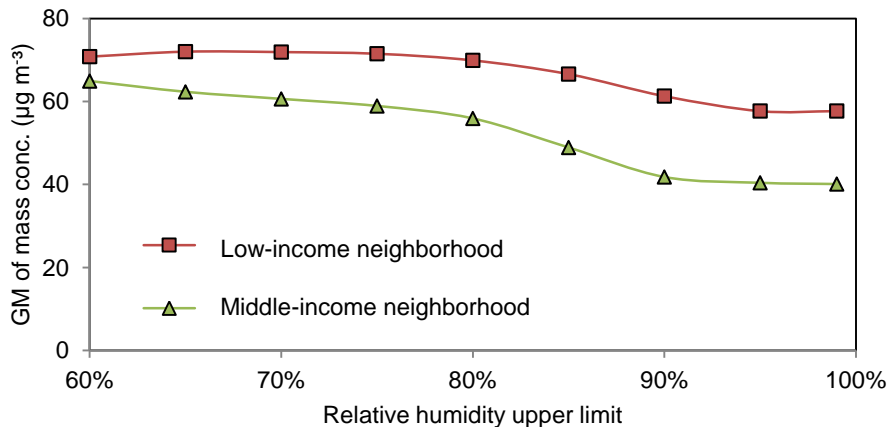 80
60
40
20
0
GM of mass conc. (µg m⁻³)
Low-income neighborhood
Middle-income neighborhood
60% 70% 80% 90% 100%
Relative humidity upper limit